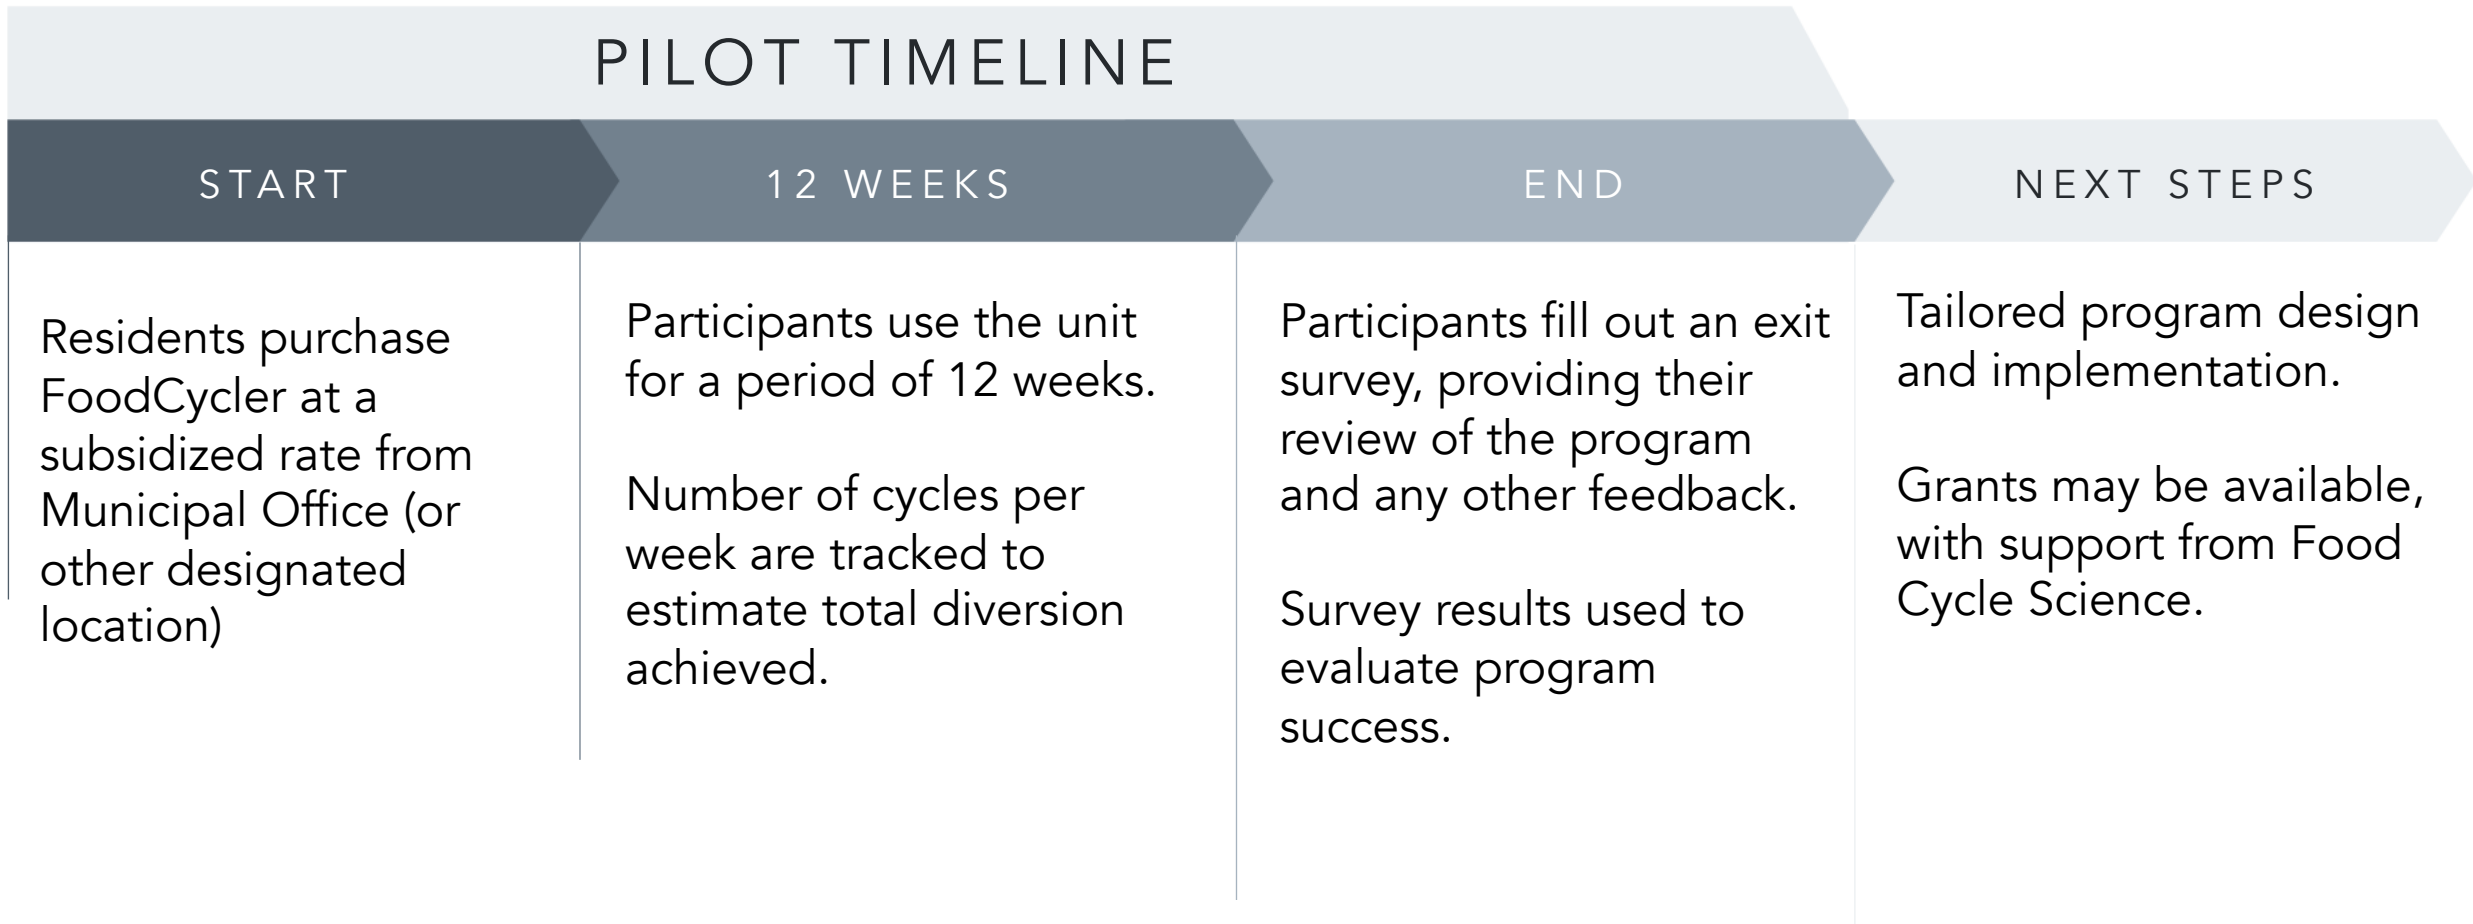 PILOT TIMELINE
START
12 WEEKS
END
NEXT STEPS
Residents purchase
FoodCycler at a
subsidized rate from
Municipal Office (or
other designated
location)
Participants use the unit
for a period of 12 weeks.
Number of cycles per
week are tracked to
estimate total diversion
achieved.
Participants fill out an exit
survey, providing their
review of the program
and any other feedback.
Survey results used to
evaluate program
success.
Tailored program design
and implementation.
Grants may be available,
with support from Food
Cycle Science.